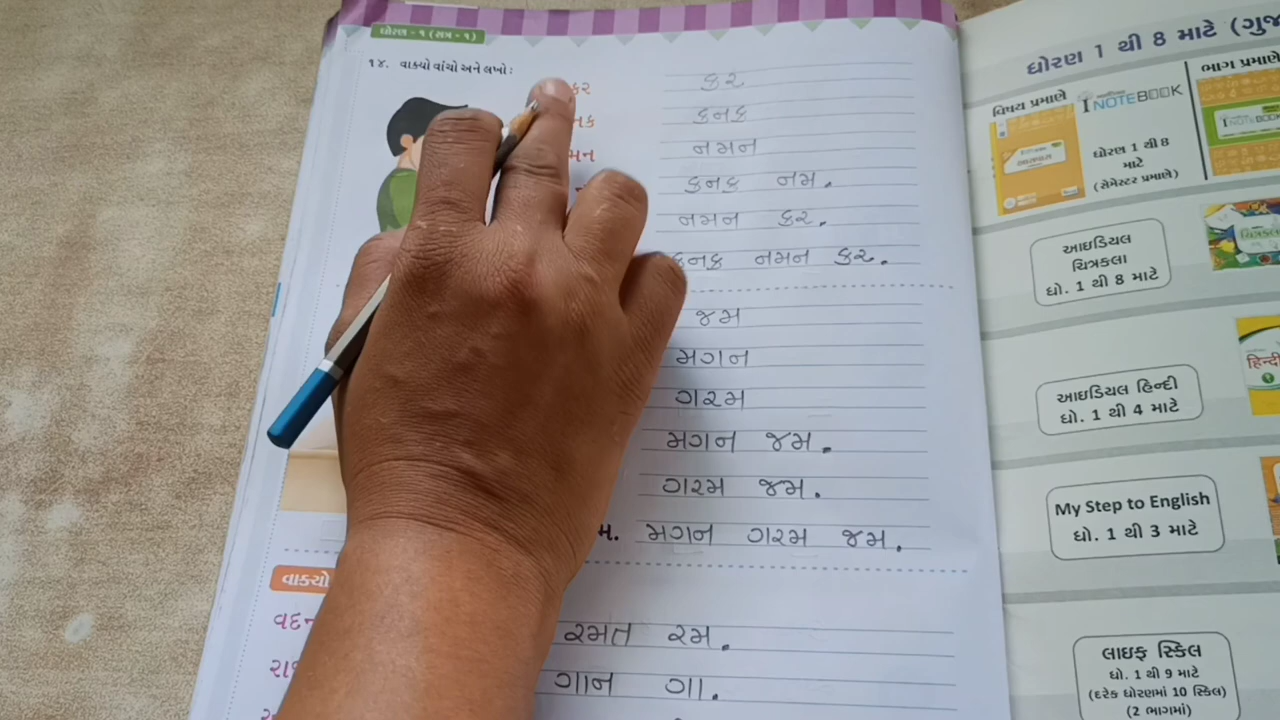 ધોરણ - ૧ (સત્ર - ૧)
૧૪. વાક્યો વાંચો અને લખો :
કર
કર
કનક
નમન
કનક નમ.
નમન કર.
કનક નમન કર.
જમ
મગન
ગરમ
મગન જમ.
ગરમ જમ.
મગન ગરમ જમ.
વાક્યો
રમત રમ.
ગાન ગા.
ધોરણ 1 થી 8 માટે
વિષય પ્રમાણે
ભાગ પ્રમાણે
NOTEBOOK
ધોરણ 1 થી 8
માટે
(સેમેસ્ટર પ્રમાણે)
આઇડિયલ
ચિત્રકલા
ધો. 1 થી 8 માટે
આઇડિયલ હિન્દી
ધો. 1 થી 4 માટે
हिन्दी
My Step to English
ધો. 1 થી 3 માટે
લાઇફ સ્કિલ
ધો. 1 થી 9 માટે
(દરેક ધોરણમાં 10 સ્કિલ)
(2 ભાગમાં)